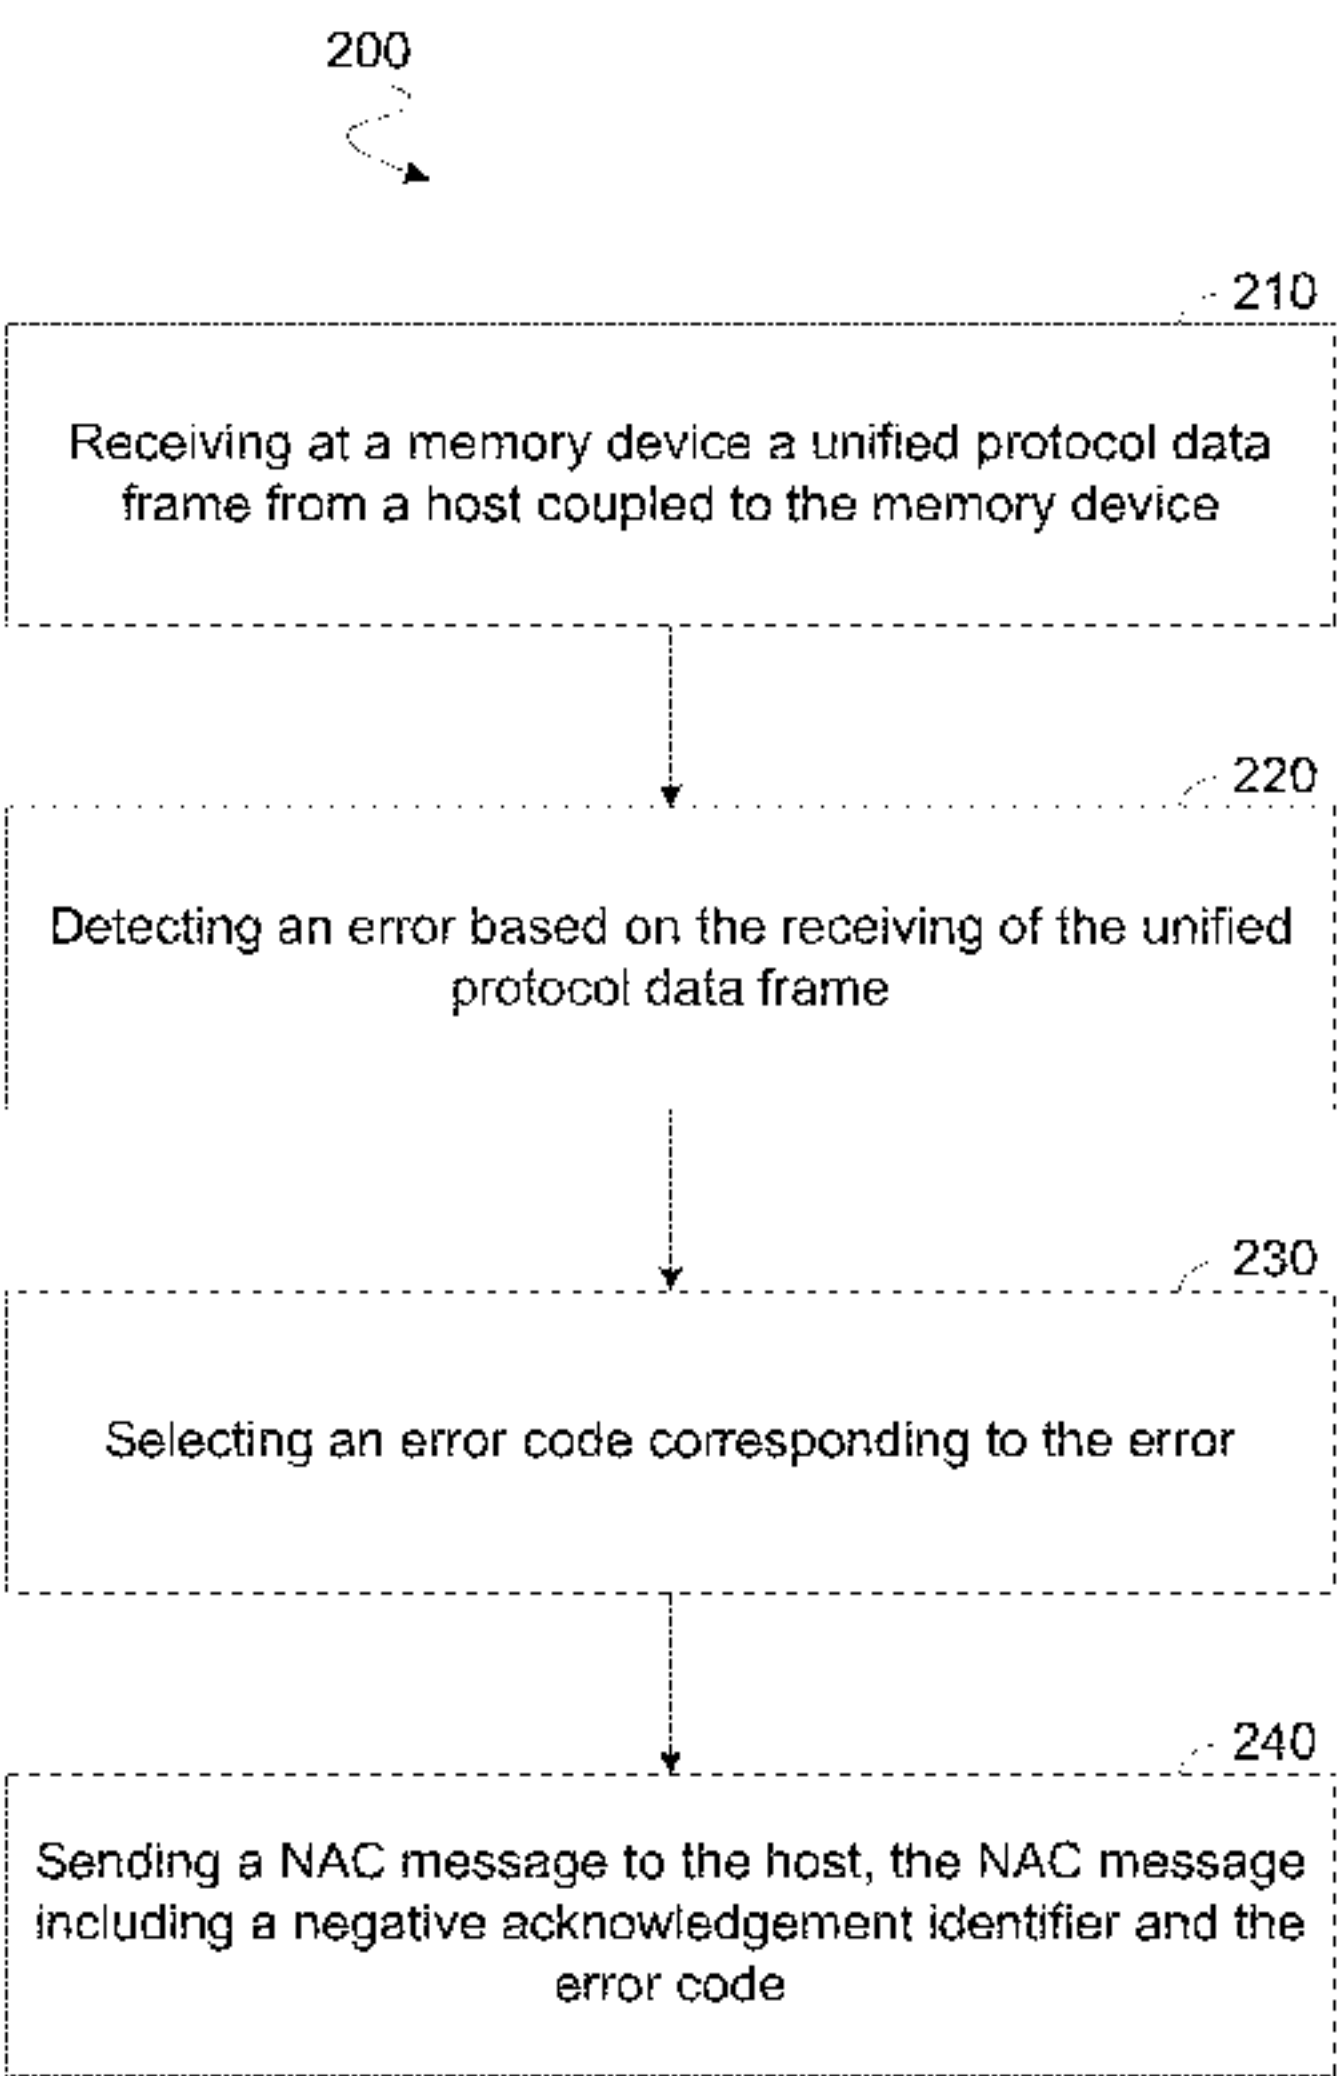 200
210
Receiving at a memory device a unified protocol data
frame from a host coupled to the memory device
220
Detecting an error based on the receiving of the unified
protocol data frame
230
Selecting an error code corresponding to the error
240
Sending a NAC message to the host, the NAC message
including a negative acknowledgement identifier and the
error code